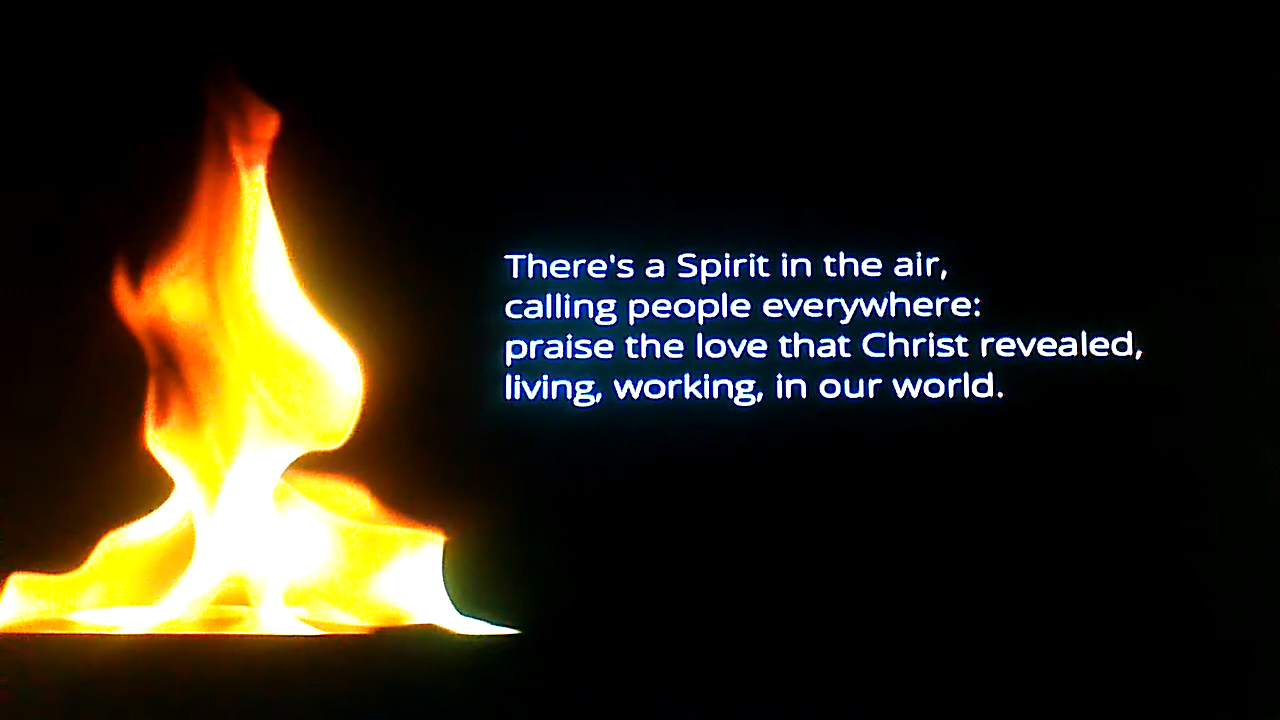 There's a Spirit in the air,
calling people everywhere:
praise the love that Christ revealed,
living, working, in our world.